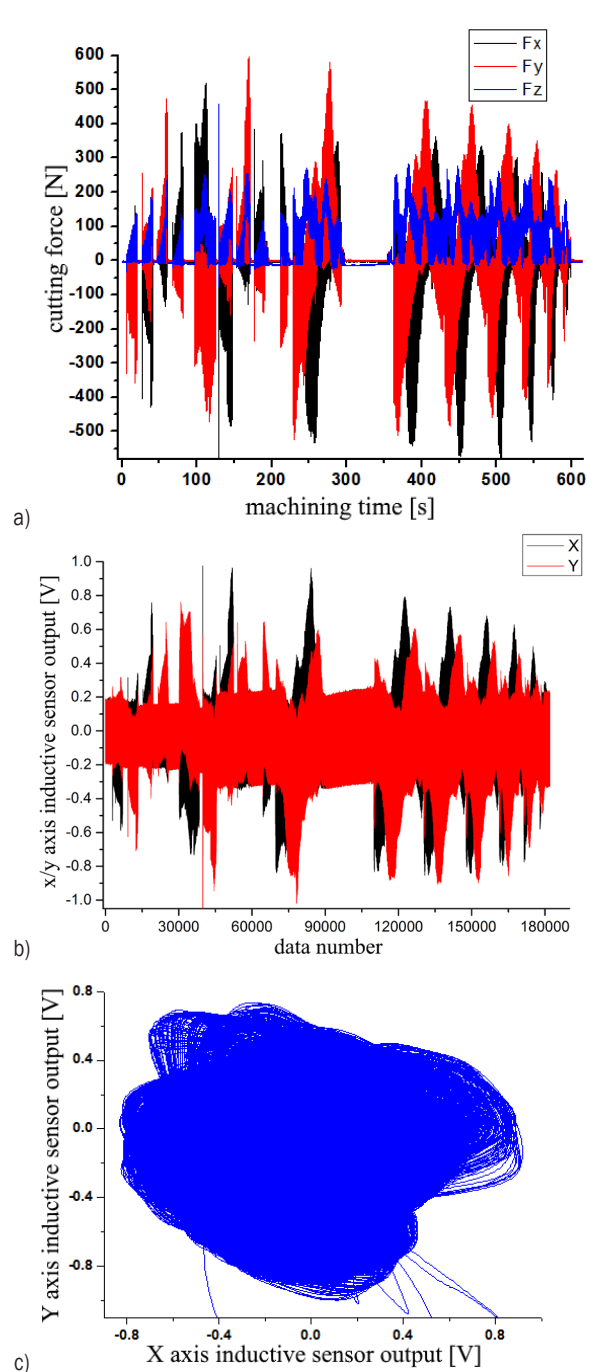 600
500
400
300
200
100
0
-100
-200
-300
-400
-500
cutting force [N]
Fx
Fy
Fz
0 100 200 300 400 500 600
machining time [s]
a)
1.0
0.8
0.6
0.4
0.2
0.0
-0.2
-0.4
-0.6
-0.8
-1.0
x/y axis inductive sensor output [V]
X
Y
0 30000 60000 90000 120000 150000 180000
data number
b)
0.8
0.4
0.0
-0.4
-0.8
Y axis inductive sensor output [V]
-0.8 -0.4 0.0 0.4 0.8
X axis inductive sensor output [V]
c)